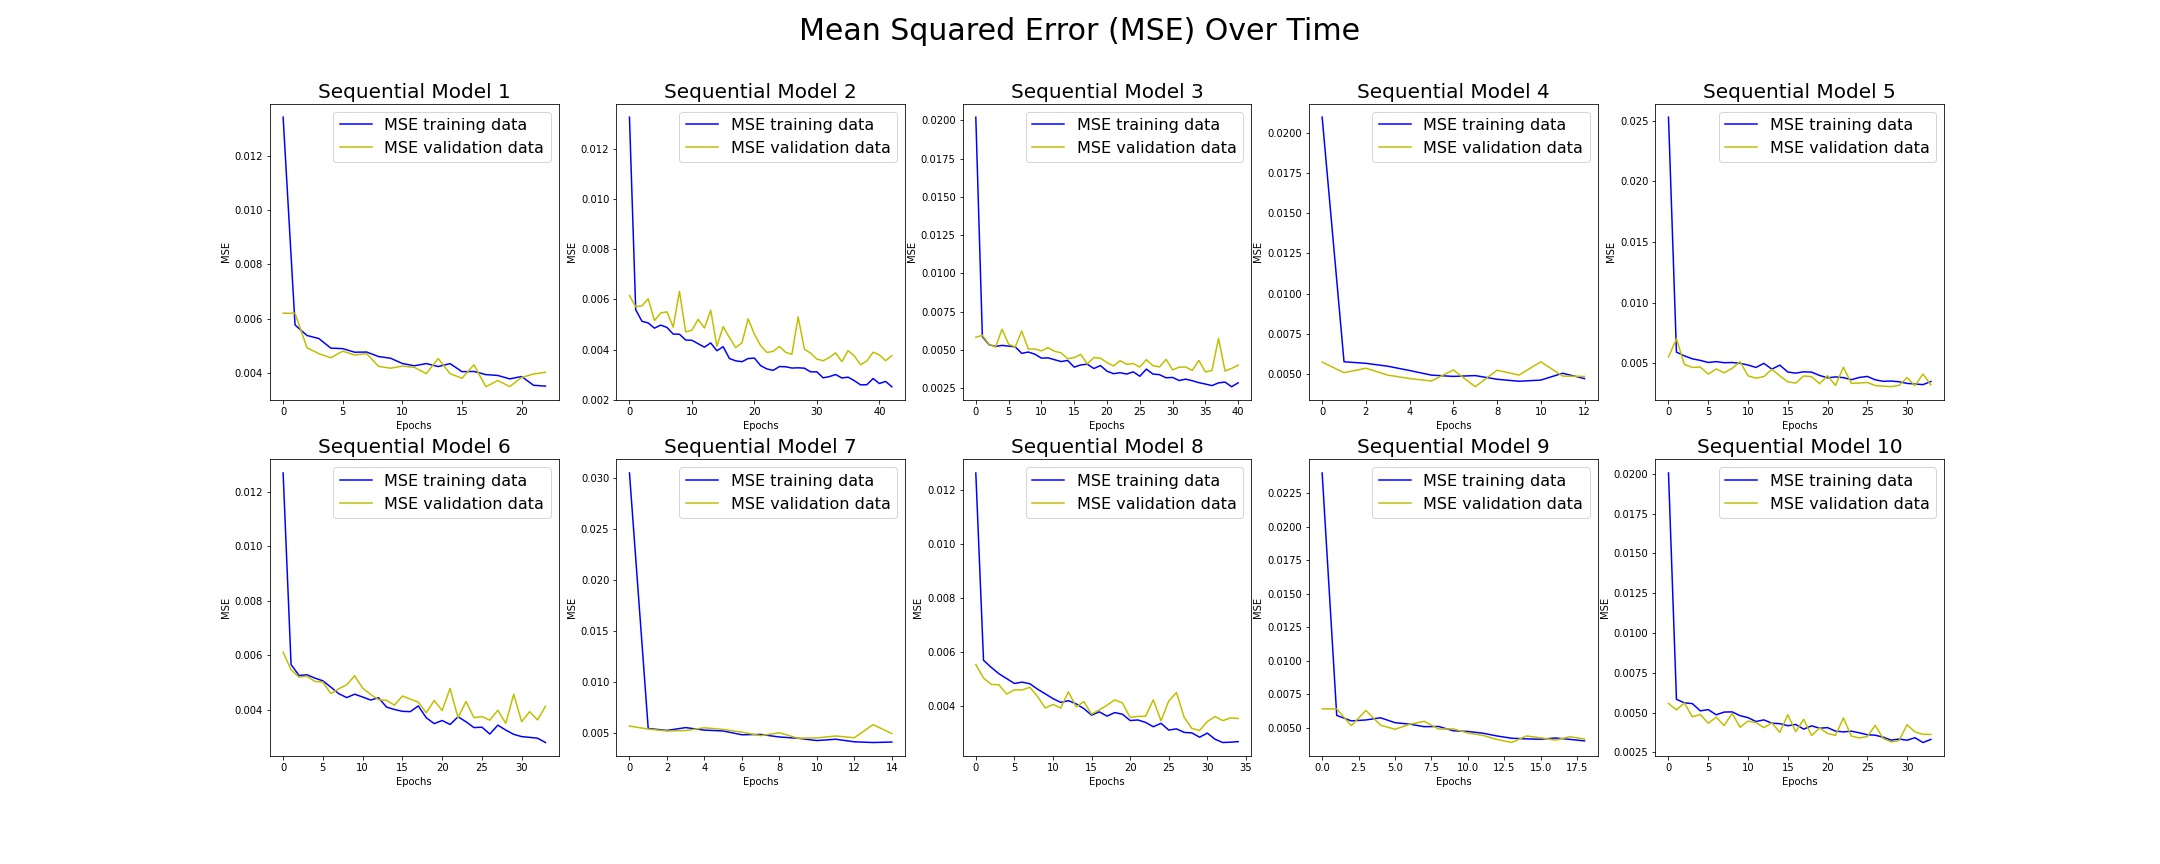 Mean Squared Error (MSE) Over Time
Sequential Model 1
MSE training data
MSE validation data
0.012
0.010
0.008
0.006
0.004
MSE
0 5 10 15 20
Epochs
Sequential Model 2
MSE training data
MSE validation data
0.012
0.010
0.008
0.006
0.004
0.002
MSE
0 10 20 30 40
Epochs
Sequential Model 3
MSE training data
MSE validation data
0.0200
0.0175
0.0150
0.0125
0.0100
0.0075
0.0050
0.0025
MSE
0 5 10 15 20 25 30 35 40
Epochs
Sequential Model 4
MSE training data
MSE validation data
0.0200
0.0175
0.0150
0.0125
0.0100
0.0075
0.0050
MSE
0 2 4 6 8 10 12
Epochs
Sequential Model 5
MSE training data
MSE validation data
0.025
0.020
0.015
0.010
0.005
MSE
0 5 10 15 20 25 30
Epochs
Sequential Model 6
MSE training data
MSE validation data
0.012
0.010
0.008
0.006
0.004
MSE
0 5 10 15 20 25 30
Epochs
Sequential Model 7
MSE training data
MSE validation data
0.030
0.025
0.020
0.015
0.010
0.005
MSE
0 2 4 6 8 10 12 14
Epochs
Sequential Model 8
MSE training data
MSE validation data
0.012
0.010
0.008
0.006
0.004
MSE
0 5 10 15 20 25 30 35
Epochs
Sequential Model 9
MSE training data
MSE validation data
0.0225
0.0200
0.0175
0.0150
0.0125
0.0100
0.0075
0.0050
MSE
0.0 2.5 5.0 7.5 10.0 12.5 15.0 17.5
Epochs
Sequential Model 10
MSE training data
MSE validation data
0.0200
0.0175
0.0150
0.0125
0.0100
0.0075
0.0050
0.0025
MSE
0 5 10 15 20 25 30
Epochs